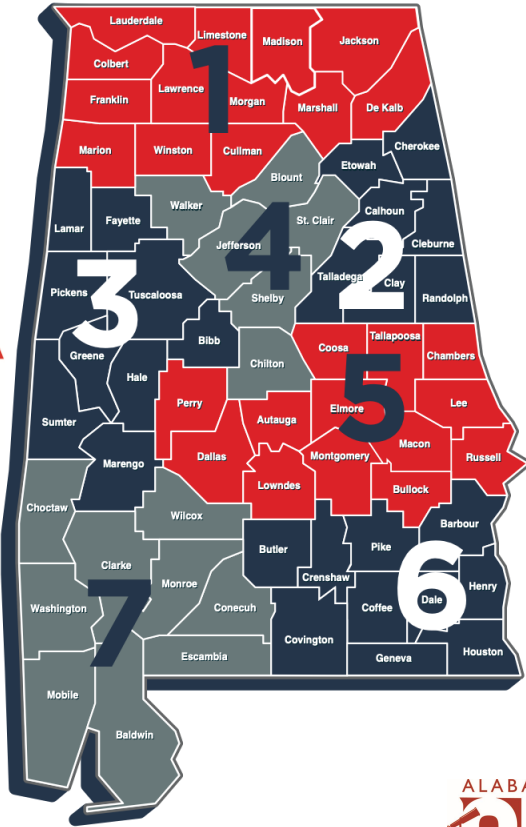 Lauderdale
Limestone
Madison
Jackson
Colbert
Lawrence
1
Franklin
Morgan
Marshall
De Kalb
Marion
Winston
Cullman
Cherokee
Etowah
Blount
Walker
Lamar
Fayette
St. Clair
Calhoun
Jefferson
4
2
Cleburne
Talladega
Clay
3
Pickens
Tuscaloosa
Shelby
Randolph
Bibb
Greene
Hale
Chilton
Coosa
Tallapoosa
Chambers
5
Perry
Elmore
Lee
Sumter
Autauga
Macon
Dallas
Montgomery
Russell
Marengo
Lowndes
Bullock
Choctaw
Wilcox
Barbour
Butler
Pike
Clarke
Crenshaw
6
Monroe
Henry
Washington
7
Conecuh
Coffee
Dale
Covington
Escambia
Geneva
Houston
Mobile
Baldwin
ALABA